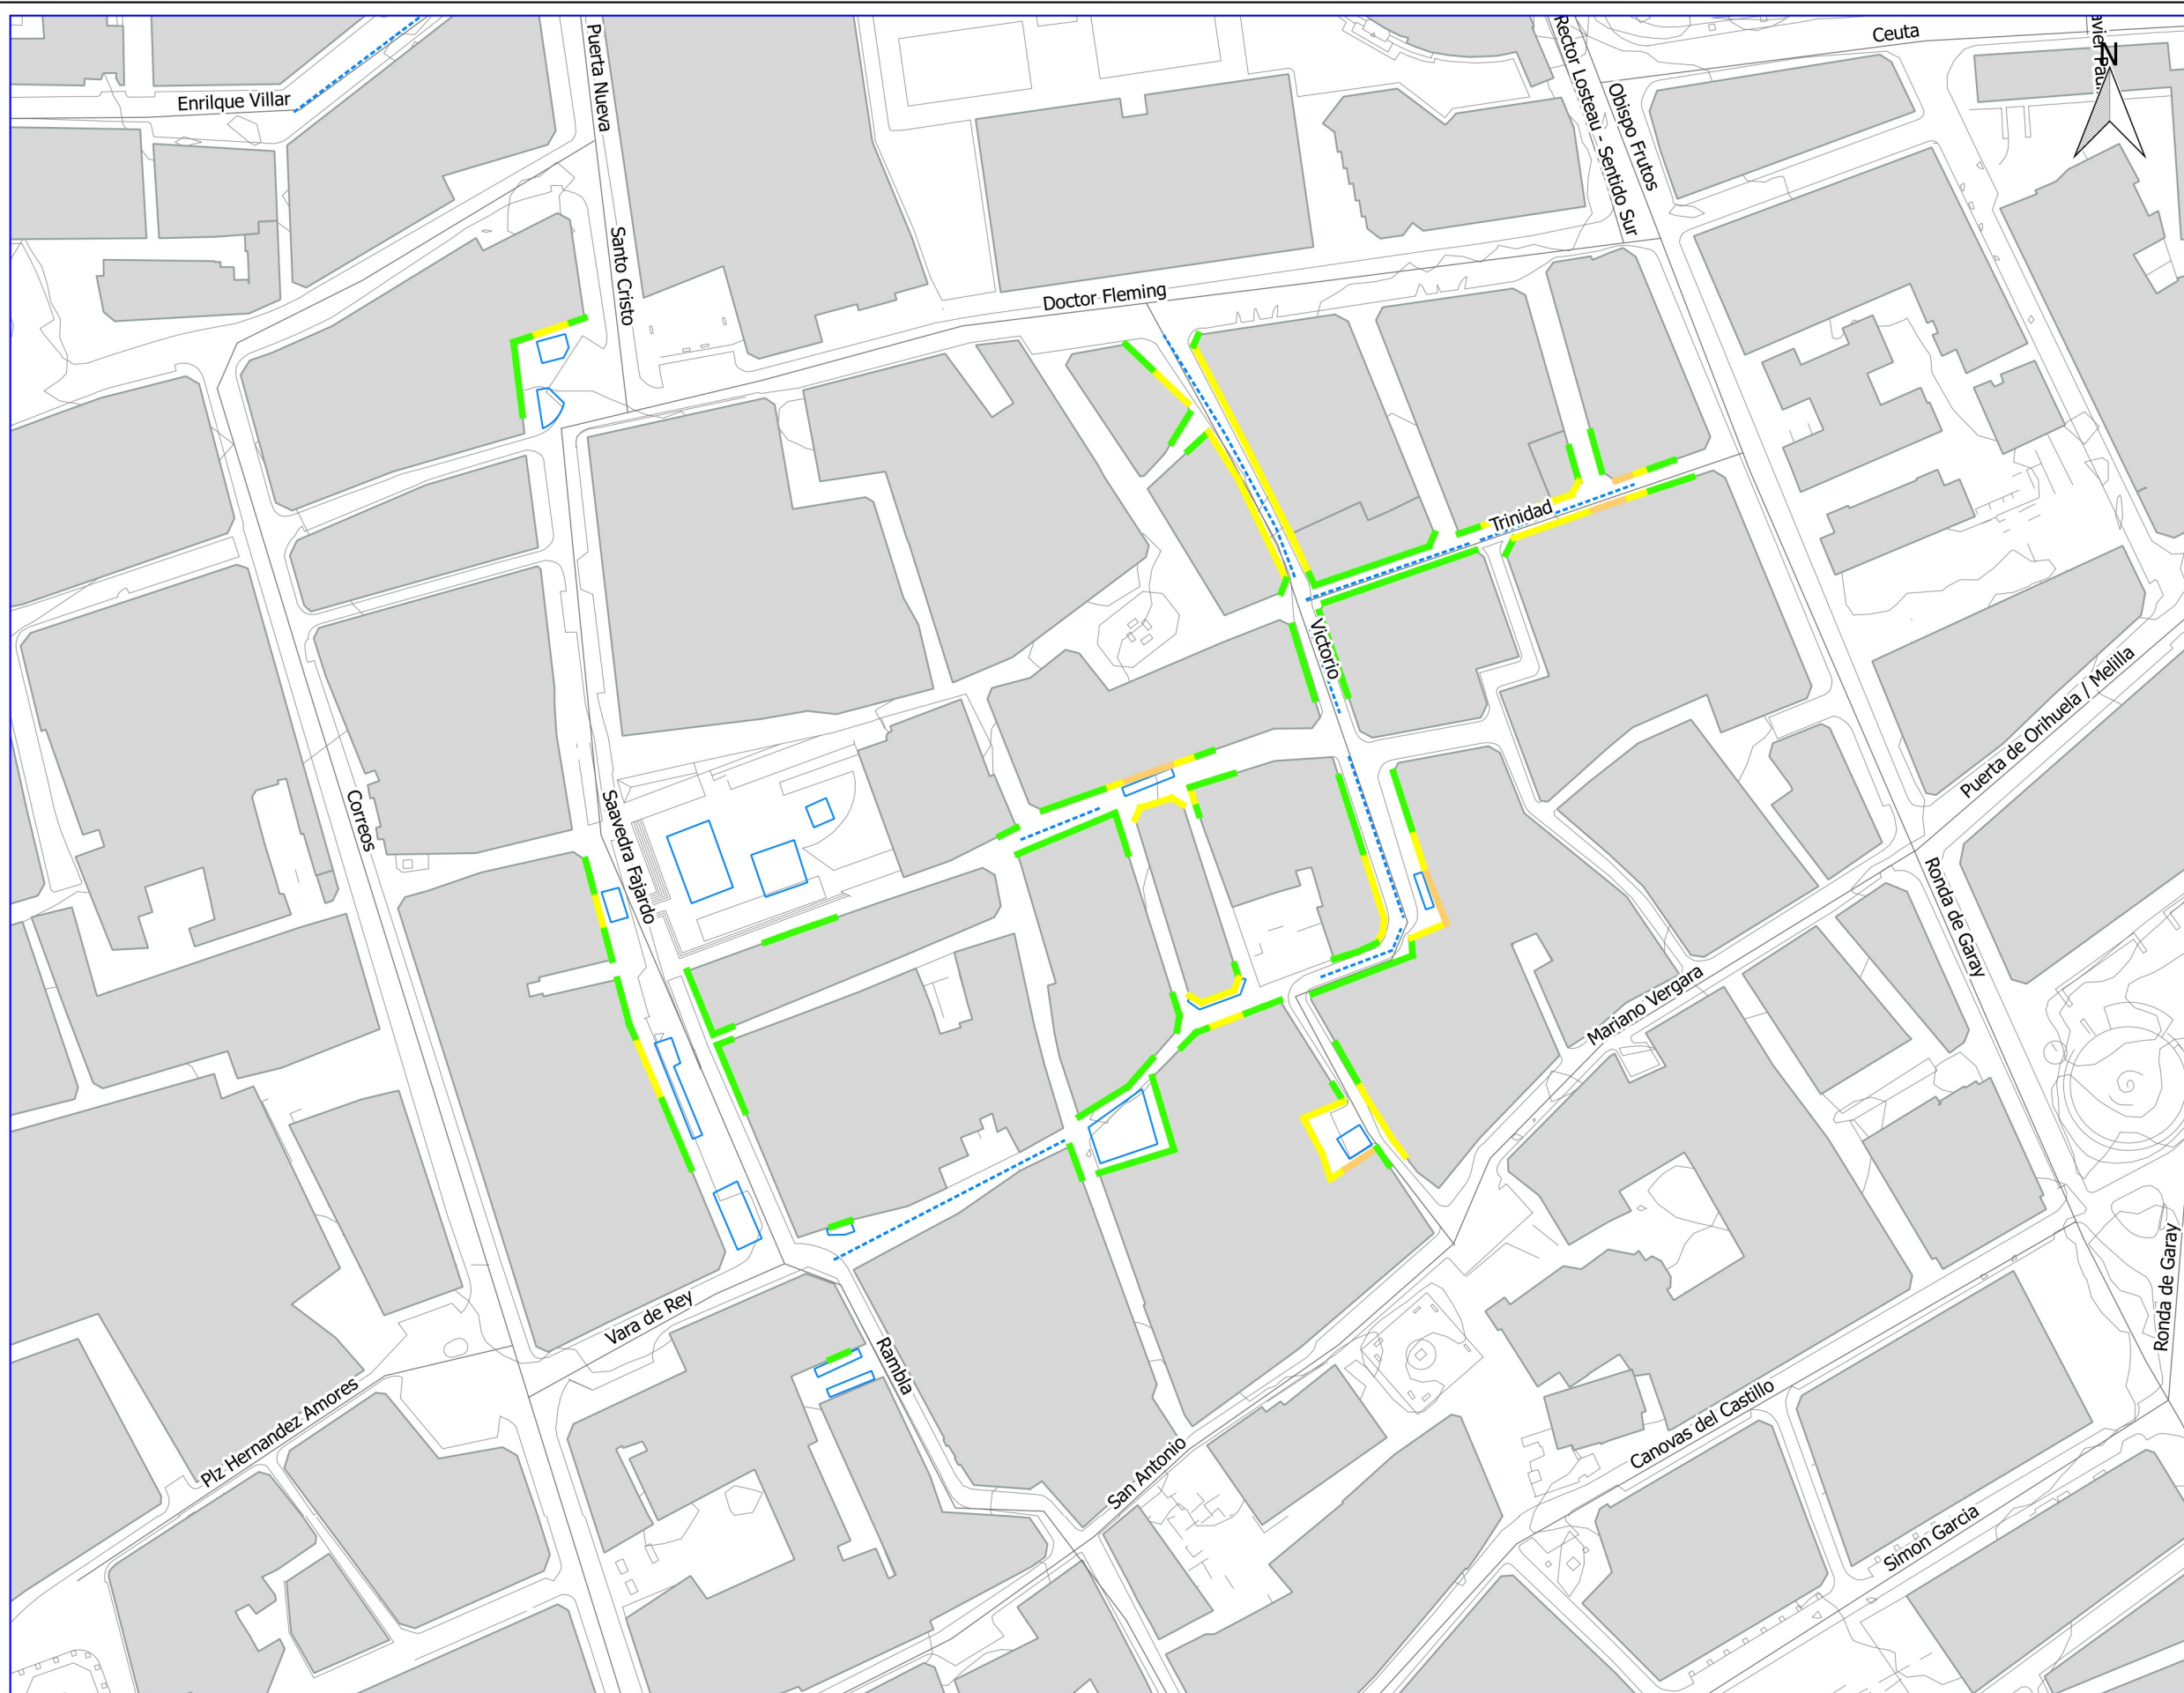 Ceuta
N
Rector Losteau - Sentido Sur
Obispo Frutos
Puerta Nueva
Enrilque Villar
Santo Cristo
Doctor Fleming
Trinidad
Victorio
Puerta de Orihuela / Melilla
Correos
Saavedra Fajardo
Ronda de Garay
Mariano Vergara
Ronda de Garay
Vara de Rey
Rambla
Plz Hernandez Amores
Canovas del Castillo
San Antonio
Simon Garcia